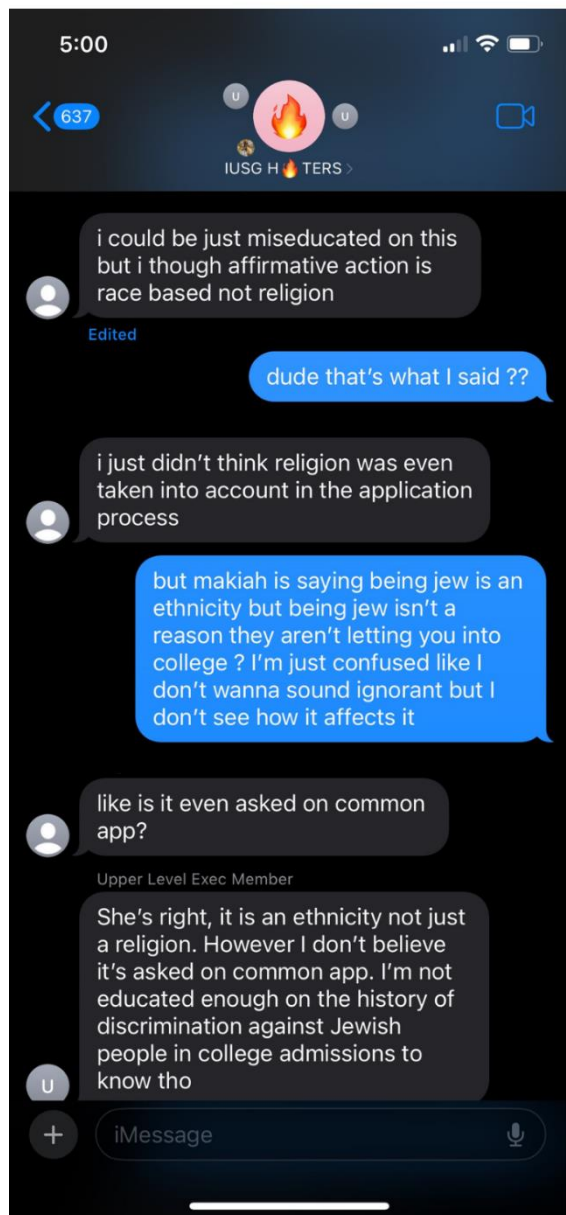 5:00
637
U
U
IUSG H🔥TERS
i could be just miseducated on this
but i though affirmative action is
race based not religion
Edited
dude that’s what I said ??
i just didn’t think religion was even
taken into account in the application
process
but makiah is saying being jew is an
ethnicity but being jew isn’t a
reason they aren’t letting you into
college ? I’m just confused like I
don’t wanna sound ignorant but I
don’t see how it affects it
like is it even asked on common
app?
Upper Level Exec Member
She’s right, it is an ethnicity not just
a religion. However I don’t believe
it’s asked on common app. I’m not
educated enough on the history of
discrimination against Jewish
people in college admissions to
know tho
U
iMessage